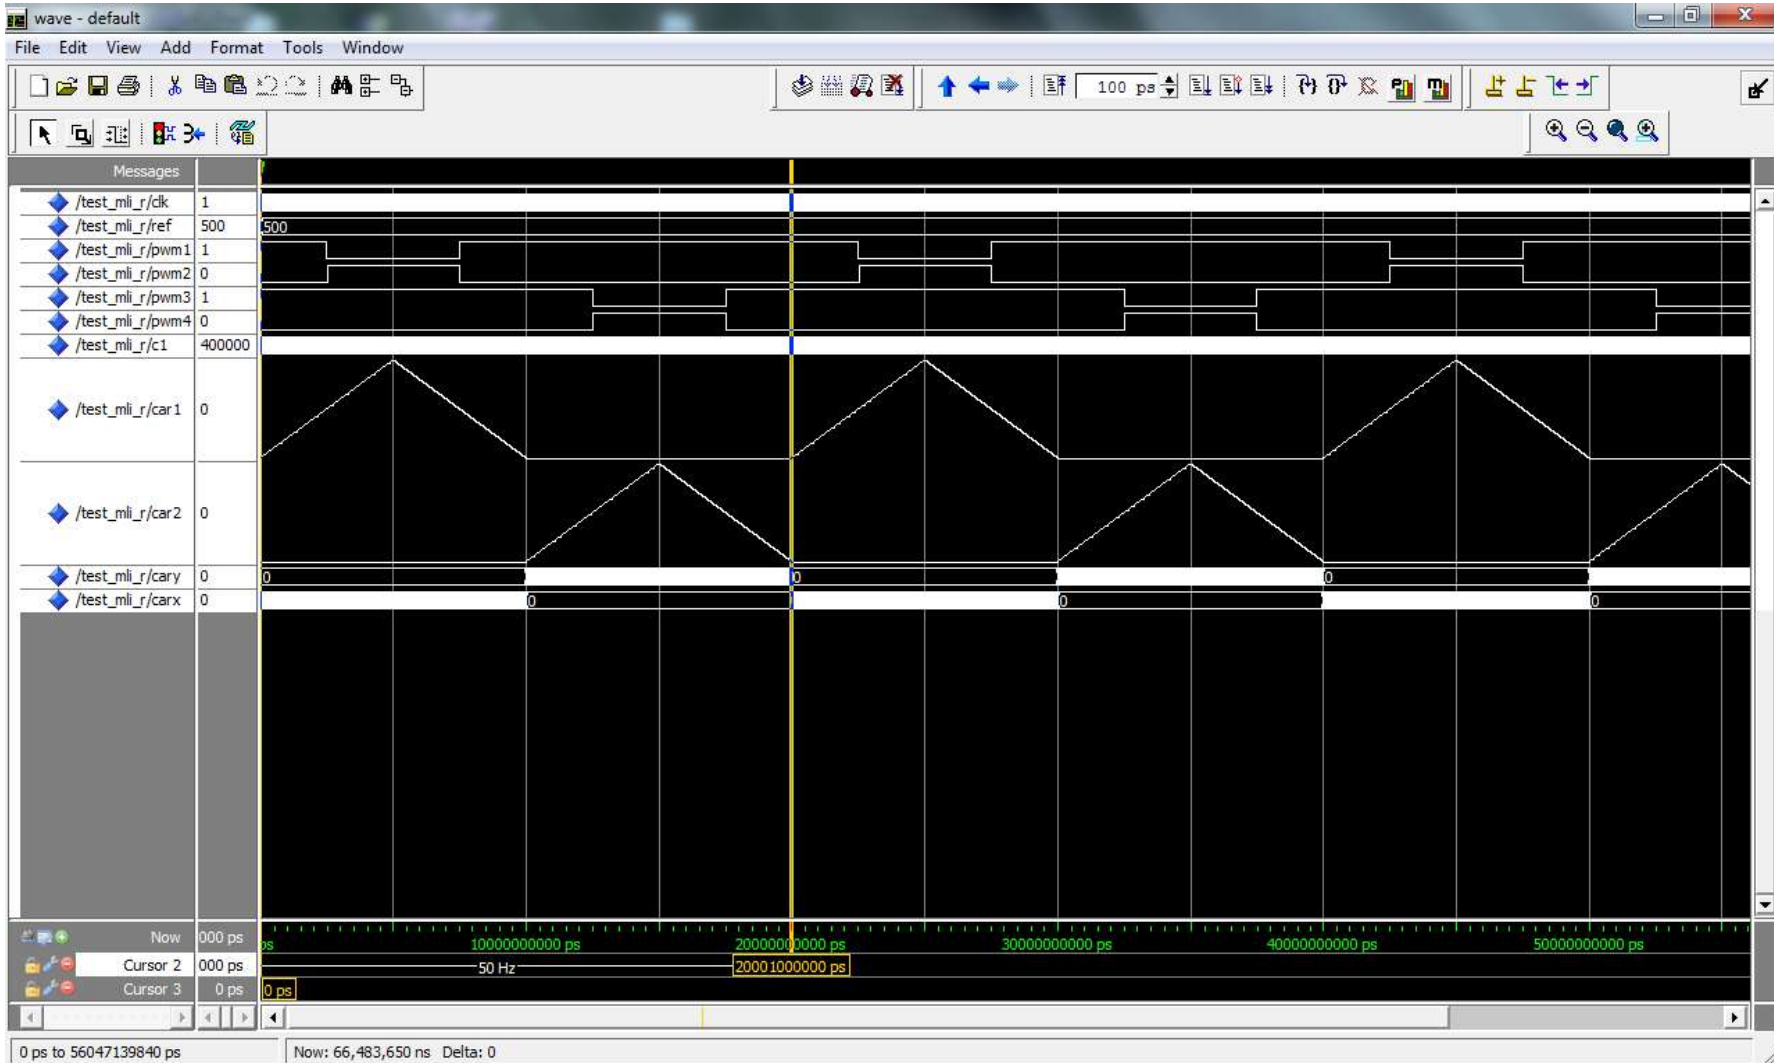 wave - default
File Edit View Add Format Tools Window
100 ps
Messages
/test_mli_r/clk 1
/test_mli_r/ref 500 500
/test_mli_r/pwm1 1
/test_mli_r/pwm2 0
/test_mli_r/pwm3 1
/test_mli_r/pwm4 0
/test_mli_r/c1 400000
/test_mli_r/car1 0
/test_mli_r/car2 0
/test_mli_r/cary 0 0 0 0
/test_mli_r/carx 0 0 0 0
Now 000 ps ps 10000000000 ps 20000000000 ps 30000000000 ps 40000000000 ps 50000000000 ps
Cursor 2 000 ps 50 Hz 20001000000 ps
Cursor 3 0 ps 0 ps
0 ps to 56047139840 ps Now: 66,483,650 ns Delta: 0